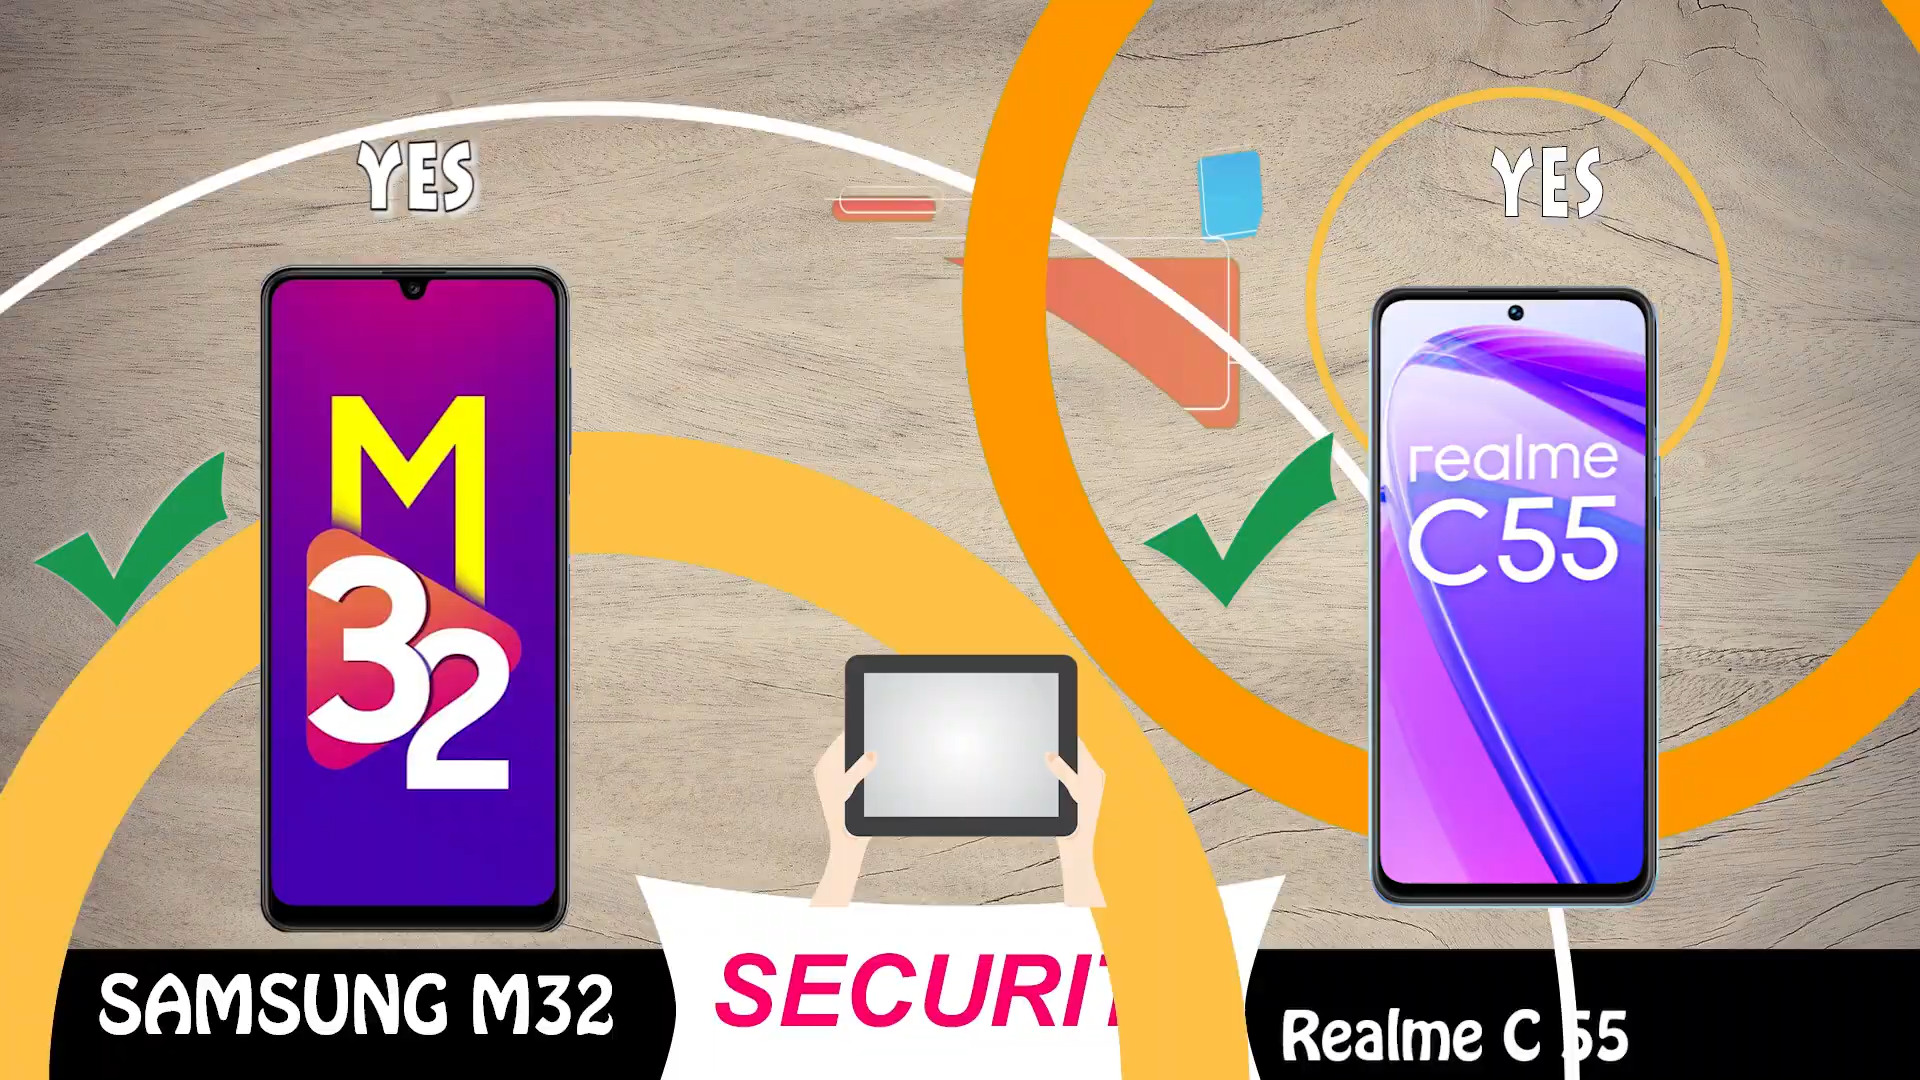 YES
YES
M
32
realme
C55
SAMSUNG M32
SECURIT
Realme C 55